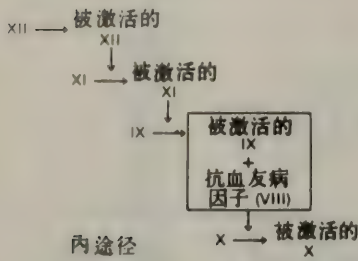 XII 被激活的
XII
XI 被激活的
XI
IX 被激活的
IX
+
抗血友病
因子 (VIII)
X 被激活的
X
内途径